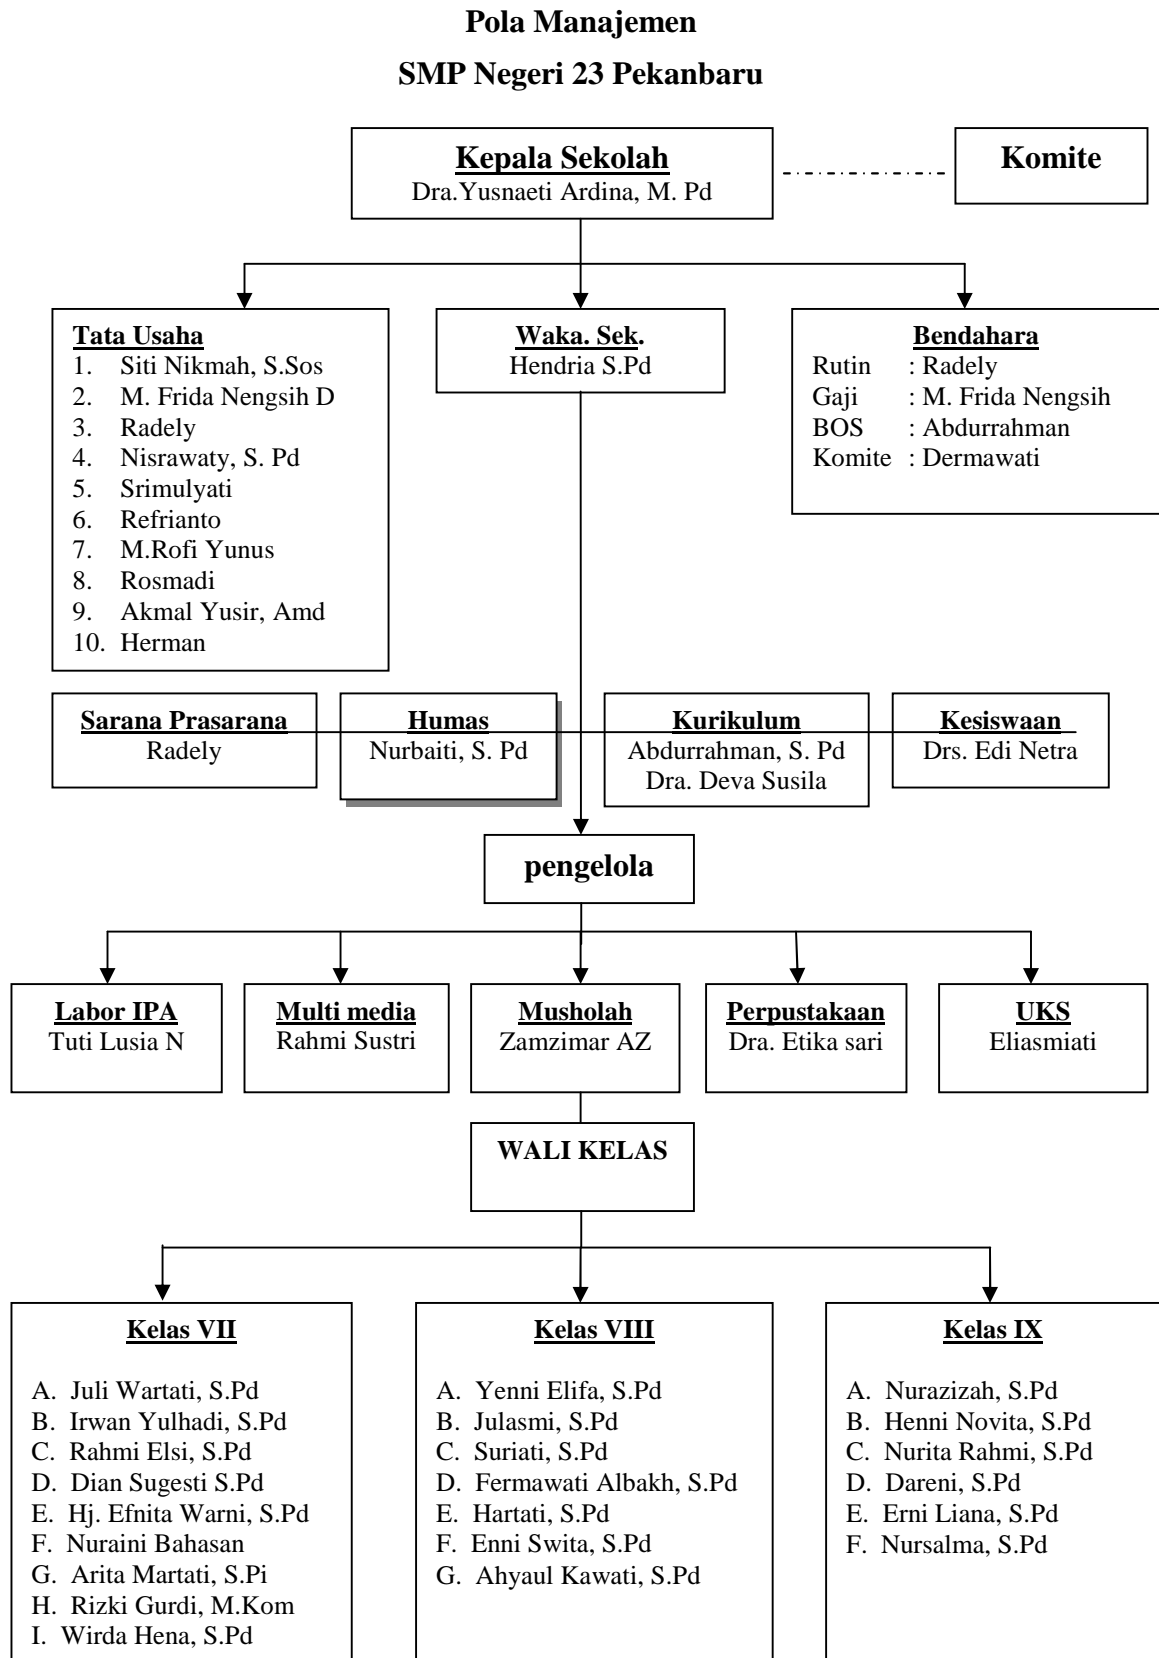 Pola Manajemen
SMP Negeri 23 Pekanbaru
Kepala Sekolah
Dra.Yusnaeti Ardina, M. Pd
Komite
Tata Usaha
1. Siti Nikmah, S.Sos
2. M. Frida Nengsih D
3. Radely
4. Nisrawaty, S. Pd
5. Srimulyati
6. Refrianto
7. M.Rofi Yunus
8. Rosmadi
9. Akmal Yusir, Amd
10. Herman
Waka. Sek.
Hendria S.Pd
Bendahara
Rutin : Radely
Gaji : M. Frida Nengsih
BOS : Abdurrahman
Komite : Dermawati
Sarana Prasarana
Radely
Humas
Nurbaiti, S. Pd
Kurikulum
Abdurrahman, S. Pd
Dra. Deva Susila
Kesiswaan
Drs. Edi Netra
pengelola
Labor IPA
Tuti Lusia N
Multi media
Rahmi Sustri
Musholah
Zamzimar AZ
Perpustakaan
Dra. Etika sari
UKS
Eliasmiati
WALI KELAS
Kelas VII
A. Juli Wartati, S.Pd
B. Irwan Yulhadi, S.Pd
C. Rahmi Elsi, S.Pd
D. Dian Sugesti S.Pd
E. Hj. Efnita Warni, S.Pd
F. Nuraini Bahasan
G. Arita Martati, S.Pi
H. Rizki Gurdi, M.Kom
I. Wirda Hena, S.Pd
Kelas VIII
A. Yenni Elifa, S.Pd
B. Julasmi, S.Pd
C. Suriati, S.Pd
D. Fermawati Albakh, S.Pd
E. Hartati, S.Pd
F. Enni Swita, S.Pd
G. Ahyaul Kawati, S.Pd
Kelas IX
A. Nurazizah, S.Pd
B. Henni Novita, S.Pd
C. Nurita Rahmi, S.Pd
D. Dareni, S.Pd
E. Erni Liana, S.Pd
F. Nursalma, S.Pd